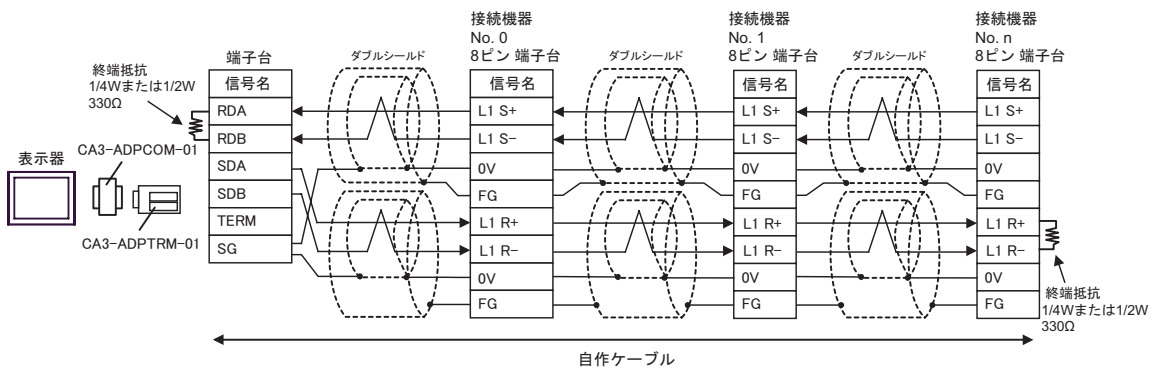 接続機器
No. 0
8ピン 端子台
接続機器
No. 1
8ピン 端子台
接続機器
No. n
8ピン 端子台
端子台
ダブルシールド
ダブルシールド
ダブルシールド
終端抵抗
1/4Wまたは1/2W
330Ω
表示器
CA3-ADPCOM-01
CA3-ADPTRM-01
信号名
RDA
RDB
SDA
SDB
TERM
SG
信号名
L1 S+
L1 S-
0V
FG
L1 R+
L1 R-
0V
FG
信号名
L1 S+
L1 S-
0V
FG
L1 R+
L1 R-
0V
FG
信号名
L1 S+
L1 S-
0V
FG
L1 R+
L1 R-
0V
FG
終端抵抗
1/4Wまたは1/2W
330Ω
自作ケーブル